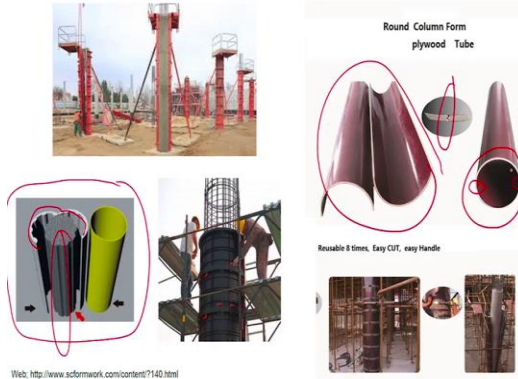 Round Column Form
plywood Tube
Reusable 8 times, Easy CUT, easy Handle
Web; http://www.scformwork.com/content/?140.html